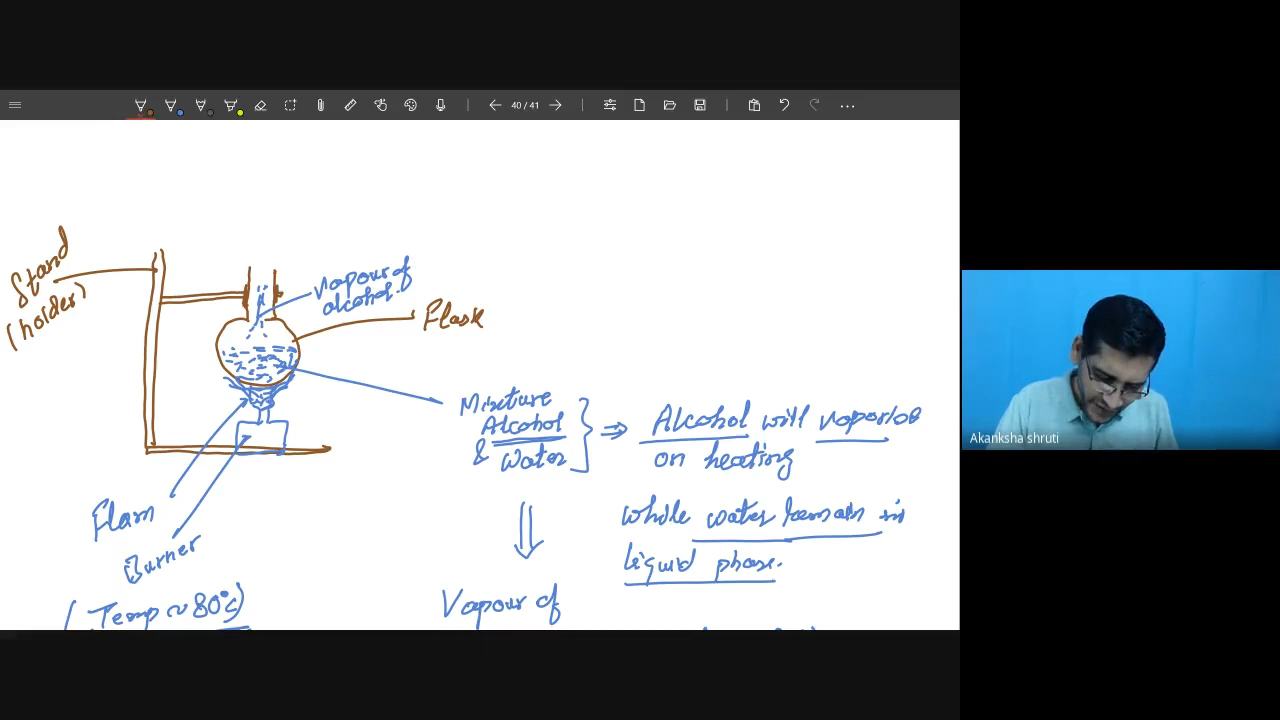 40 / 41
Stand
(holder)
vapour of
alcohol.
Flask
Mixture
Alcohol
& Water
⇒ Alcohol will vaporise
on heating
While water remain in
liquid phase.
Flam
Burner
(Temp ~ 80°c)
Vapour of
Akanksha shruti